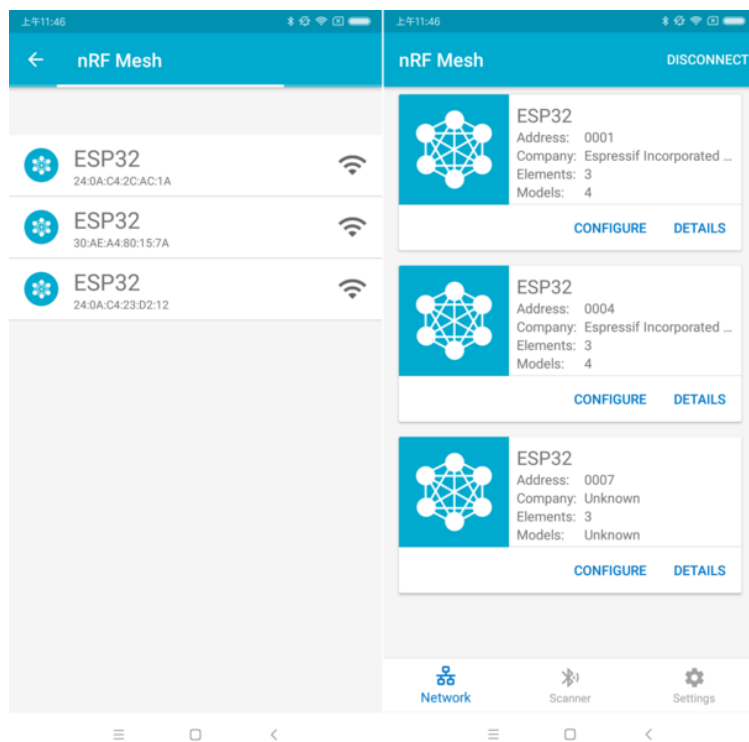 上午11:46
nRF Mesh
ESP32
24:0A:C4:2C:AC:1A
ESP32
30:AE:A4:80:15:7A
ESP32
24:0A:C4:23:D2:12
上午11:46
nRF Mesh
DISCONNECT
ESP32
Address: 0001
Company: Espressif Incorporated ...
Elements: 3
Models: 4
CONFIGURE DETAILS
ESP32
Address: 0004
Company: Espressif Incorporated ...
Elements: 3
Models: 4
CONFIGURE DETAILS
ESP32
Address: 0007
Company: Unknown
Elements: 3
Models: Unknown
CONFIGURE DETAILS
Network Scanner Settings